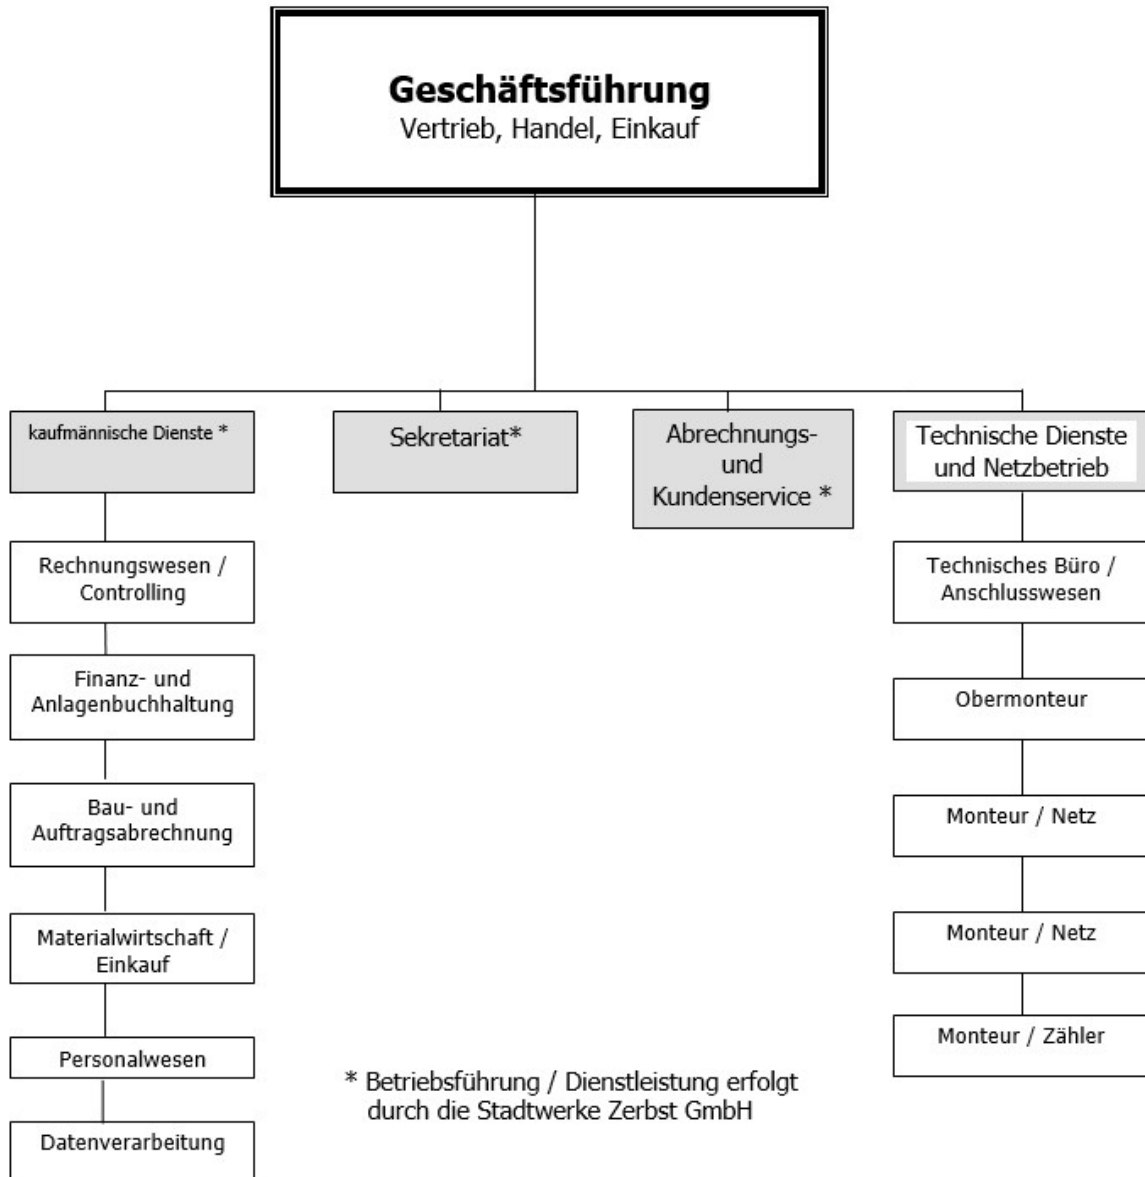 Geschäftsführung
Vertrieb, Handel, Einkauf
kaufmännische Dienste *
Sekretariat*
Abrechnungs-
und
Kundenservice *
Technische Dienste
und Netzbetrieb
Rechnungswesen /
Controlling
Finanz- und
Anlagenbuchhaltung
Bau- und
Auftragsabrechnung
Materialwirtschaft /
Einkauf
Personalwesen
Datenverarbeitung
Technisches Büro /
Anschlusswesen
Obermonteur
Monteur / Netz
Monteur / Netz
Monteur / Zähler
* Betriebsführung / Dienstleistung erfolgt
durch die Stadtwerke Zerbst GmbH